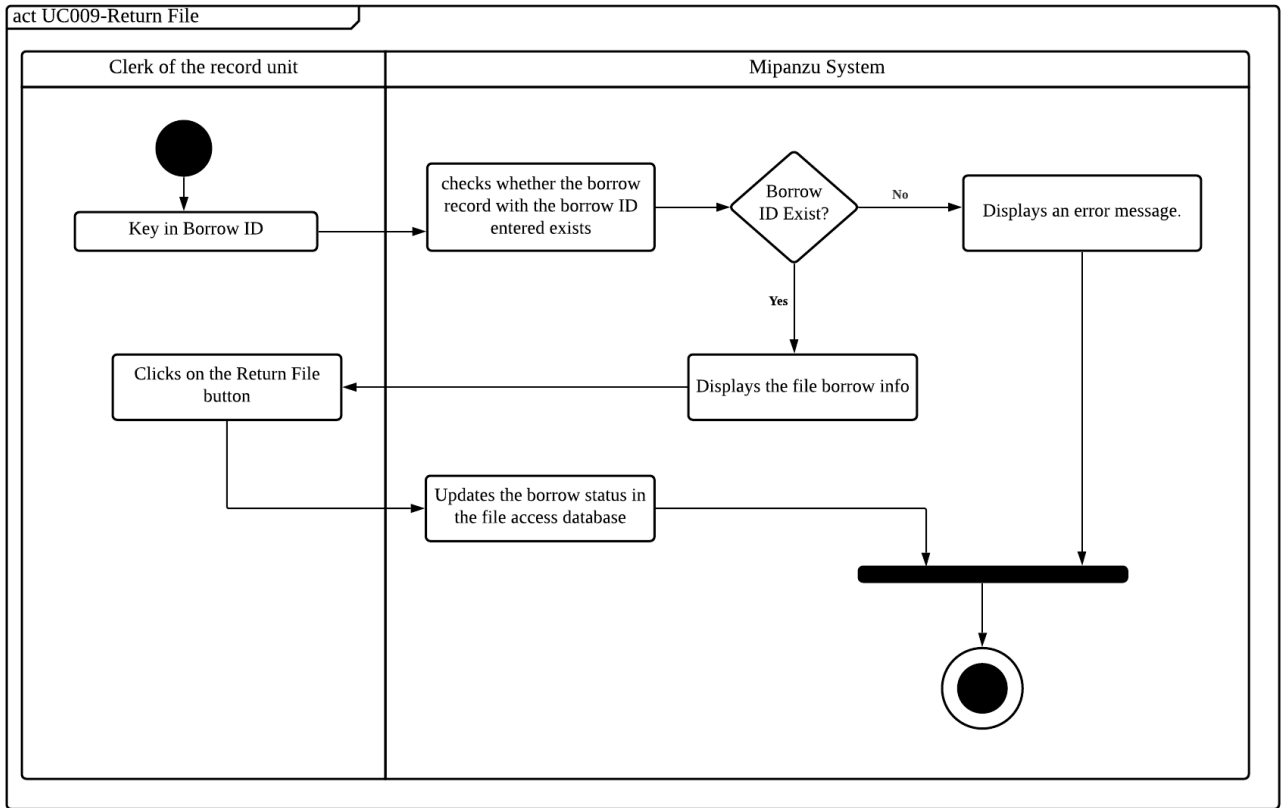 act UC009-Return File
Clerk of the record unit
Mipanzu System
Key in Borrow ID
checks whether the borrow
record with the borrow ID
entered exists
Borrow
ID Exist?
No
Displays an error message.
Yes
Displays the file borrow info
Clicks on the Return File
button
Updates the borrow status in
the file access database